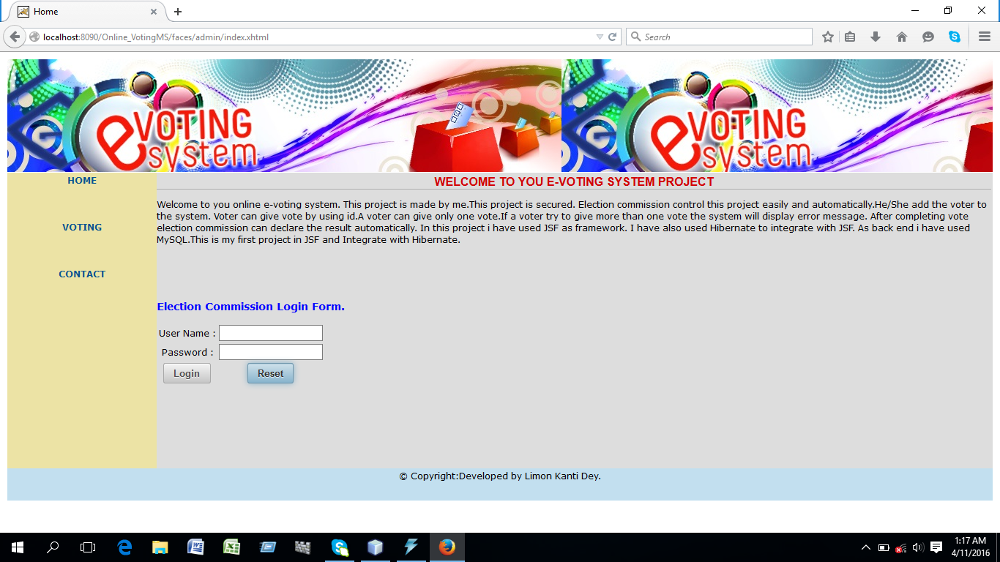 Home
localhost:8090/Online_VotingMS/faces/admin/index.xhtml
Search
eVOTING
system
eVOTING
system
HOME
VOTING
CONTACT
WELCOME TO YOU E-VOTING SYSTEM PROJECT
Welcome to you online e-voting system. This project is made by me.This project is secured. Election commission control this project easily and automatically.He/She add the voter to
the system. Voter can give vote by using id.A voter can give only one vote.If a voter try to give more than one vote the system will display error message. After completing vote
election commission can declare the result automatically. In this project i have used JSF as framework. I have also used Hibernate to integrate with JSF. As back end i have used
MySQL.This is my first project in JSF and Integrate with Hibernate.
Election Commission Login Form.
User Name :
Password :
Login Reset
© Copyright:Developed by Limon Kanti Dey.
1:17 AM
4/11/2016